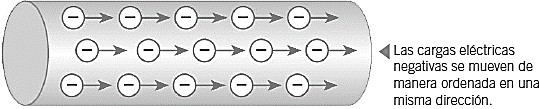 Las cargas eléctricas
negativas se mueven de
manera ordenada en una
misma dirección.